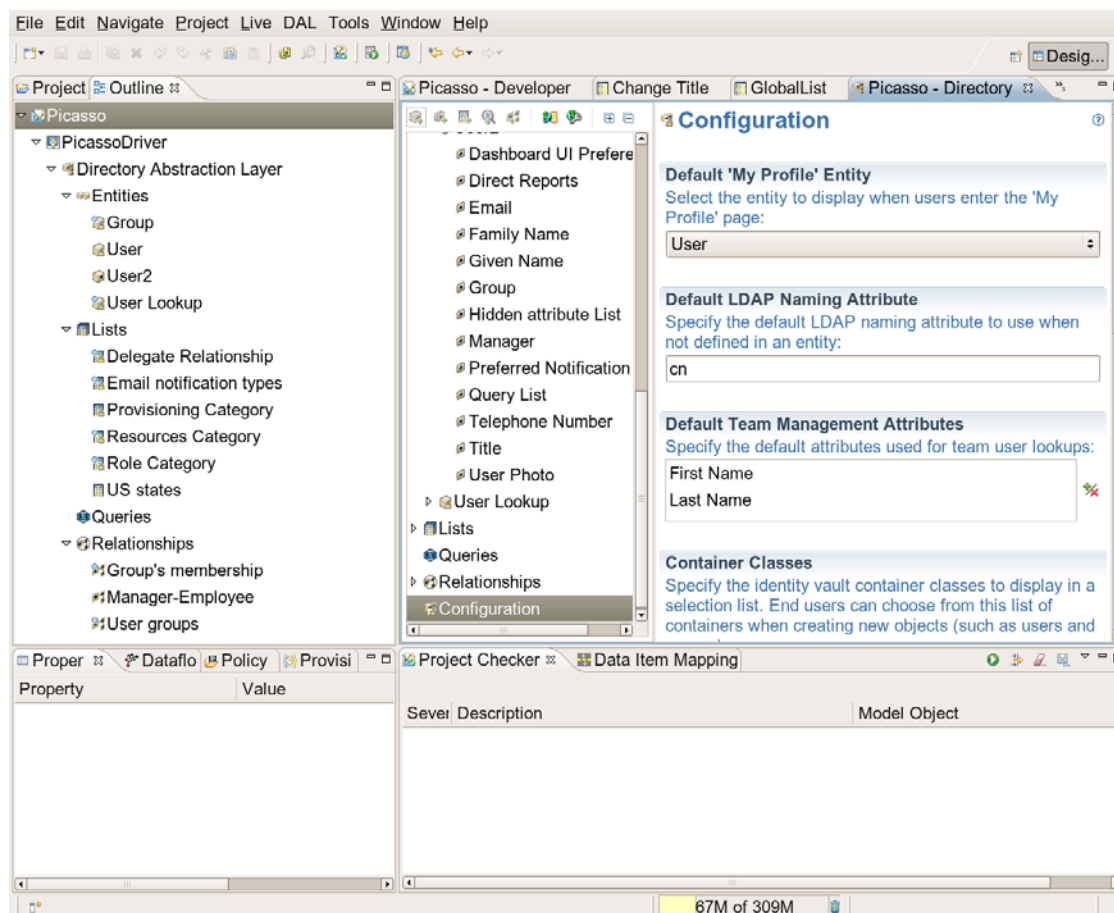 File Edit Navigate Project Live DAL Tools Window Help
Desig...
Project Outline
Picasso
PicassoDriver
Directory Abstraction Layer
Entities
Group
User
User2
User Lookup
Lists
Delegate Relationship
Email notification types
Provisioning Category
Resources Category
Role Category
US states
Queries
Relationships
Group's membership
Manager-Employee
User groups
Picasso - Developer Change Title GlobalList Picasso - Directory
Dashboard UI Prefere
Direct Reports
Email
Family Name
Given Name
Group
Hidden attribute List
Manager
Preferred Notification
Query List
Telephone Number
Title
User Photo
User Lookup
Lists
Queries
Relationships
Configuration
Configuration
Default 'My Profile' Entity
Select the entity to display when users enter the 'My
Profile' page:
User
Default LDAP Naming Attribute
Specify the default LDAP naming attribute to use when
not defined in an entity:
cn
Default Team Management Attributes
Specify the default attributes used for team user lookups:
First Name
Last Name
Container Classes
Specify the identity vault container classes to display in a
selection list. End users can choose from this list of
containers when creating new objects (such as users and
Proper Dataflo Policy Provisi
Property Value
Project Checker Data Item Mapping
Sever Description Model Object
67M of 309M